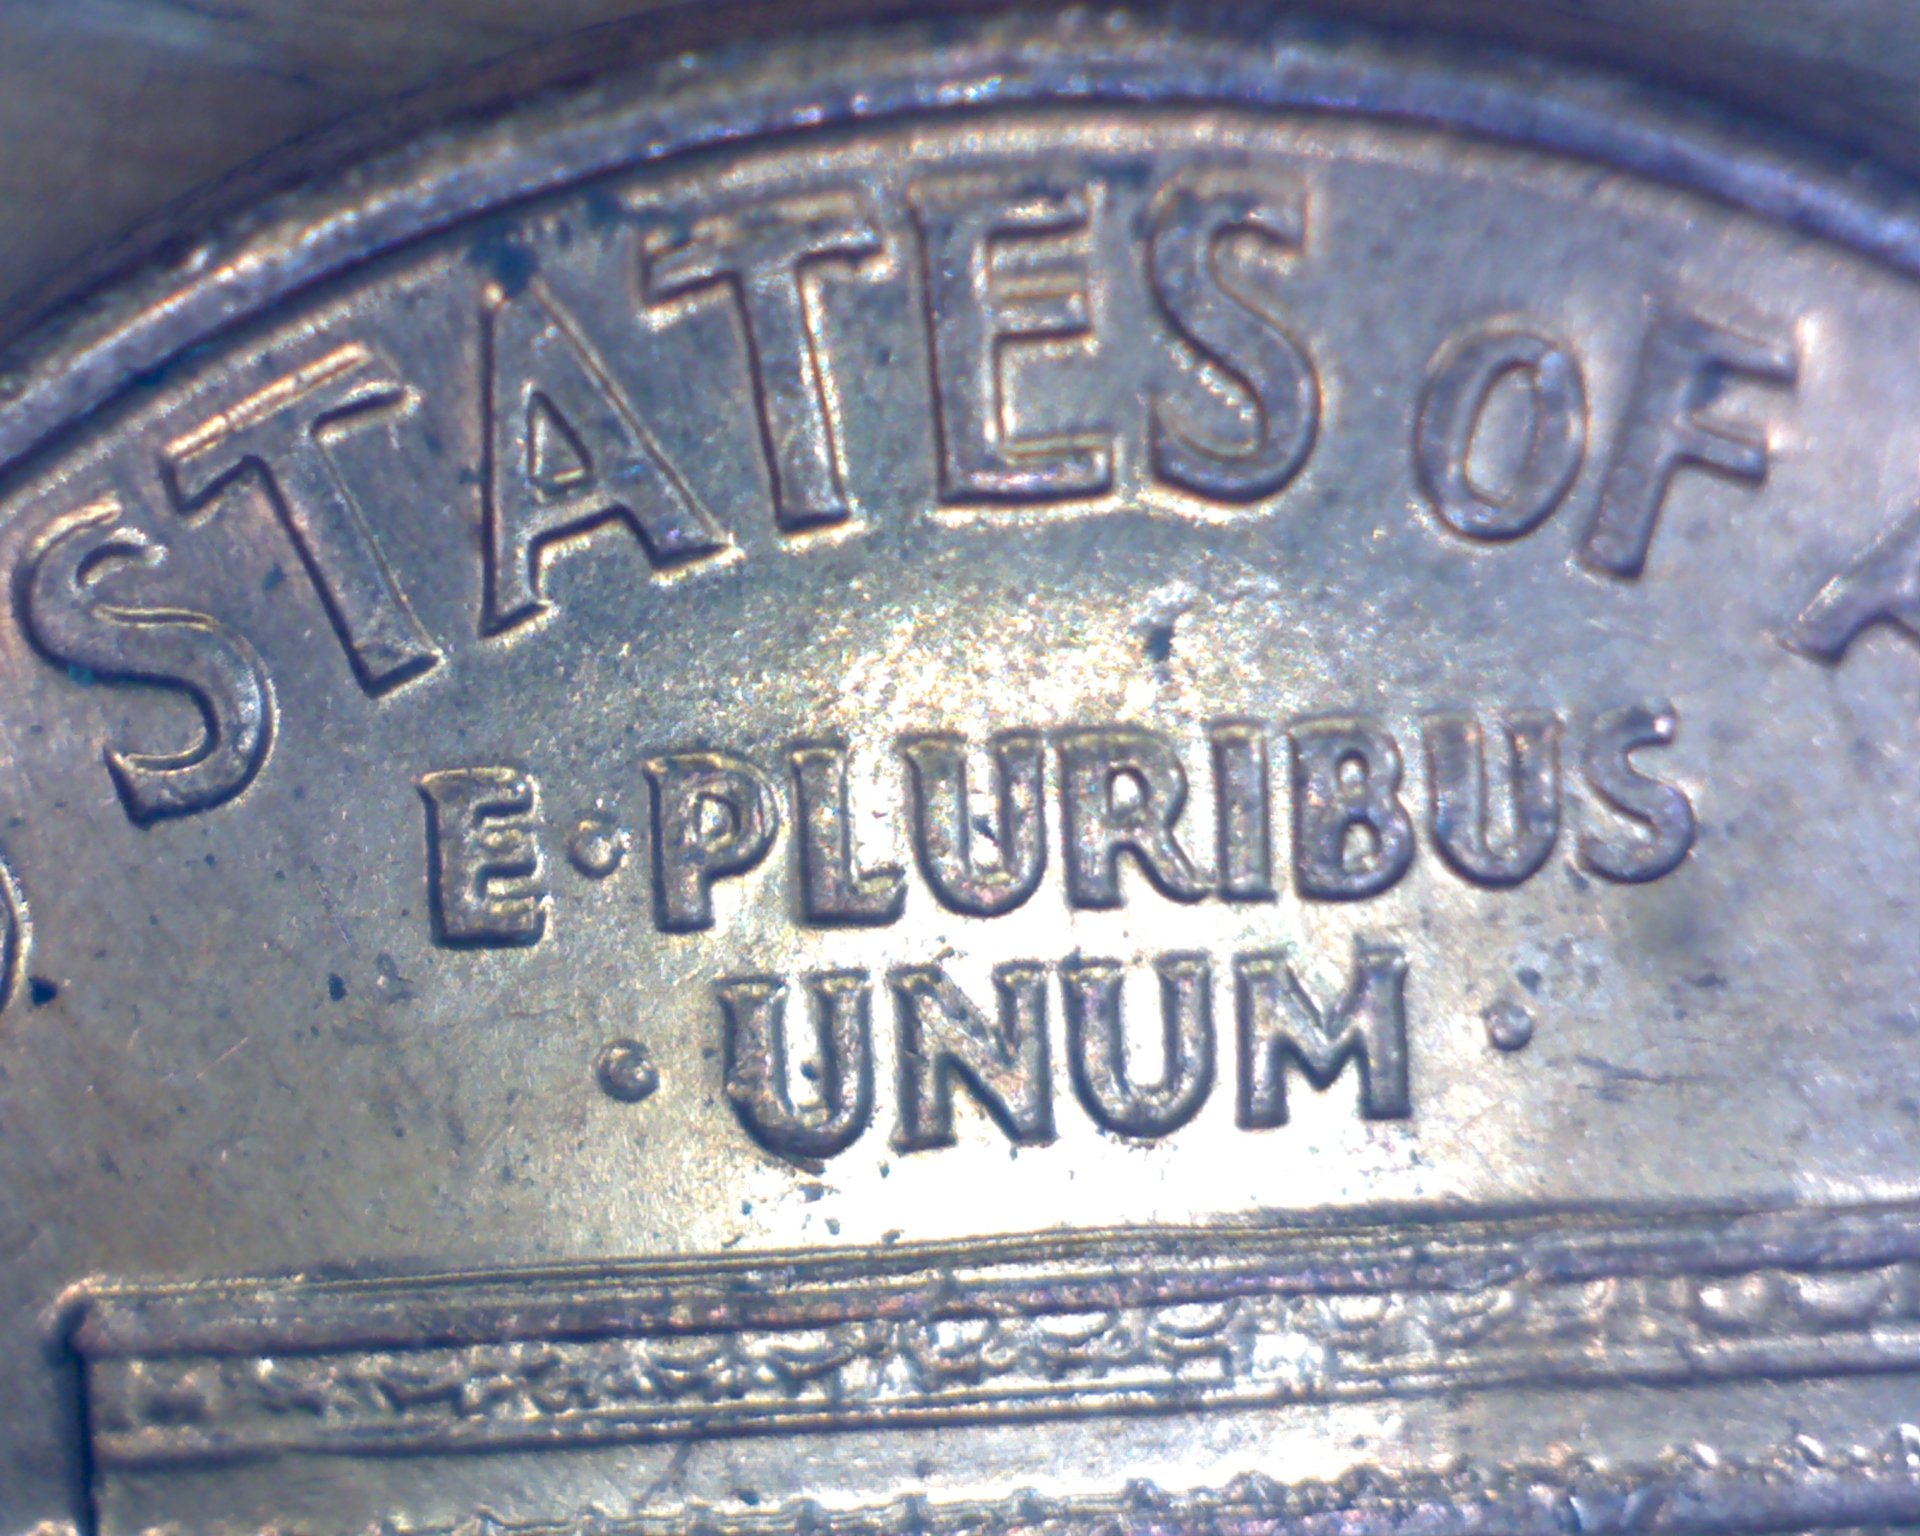 STATES OF
E·PLURIBUS
·UNUM·